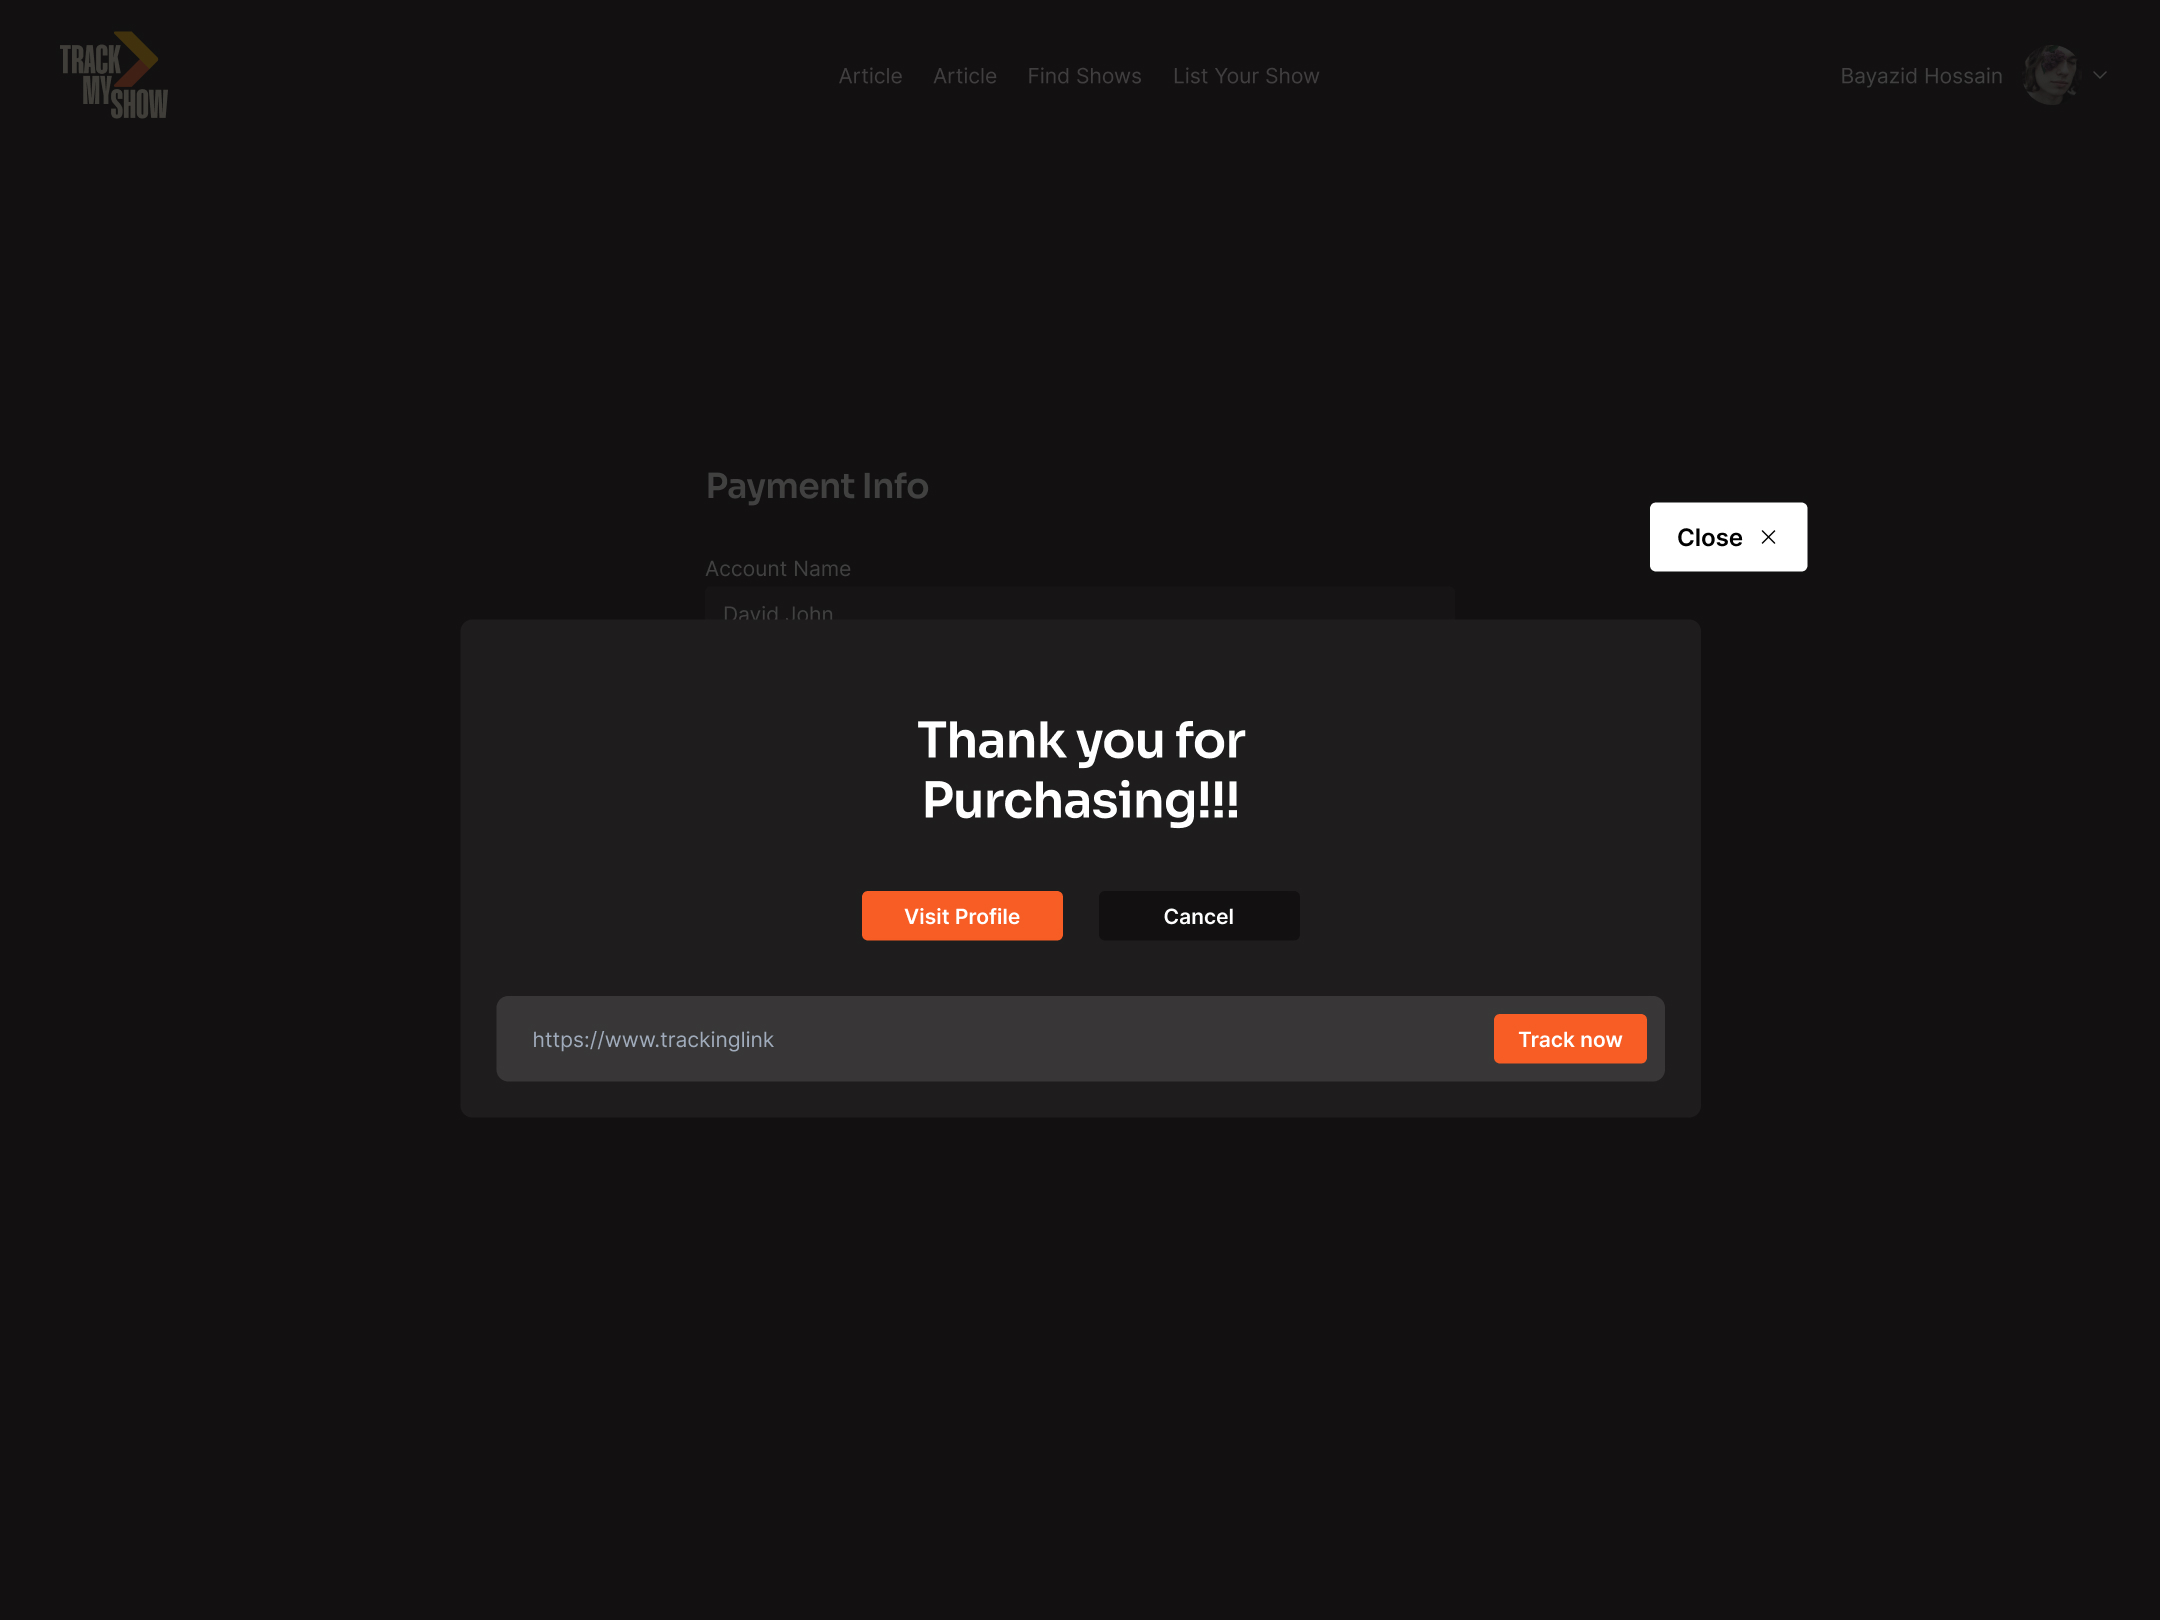 TRACK
MY
SHOW
Article Article Find Shows List Your Show
Bayazid Hossain
Payment Info
Close
Account Name
David John
Thank you for
Purchasing!!!
Visit Profile Cancel
https://www.trackinglink Track now